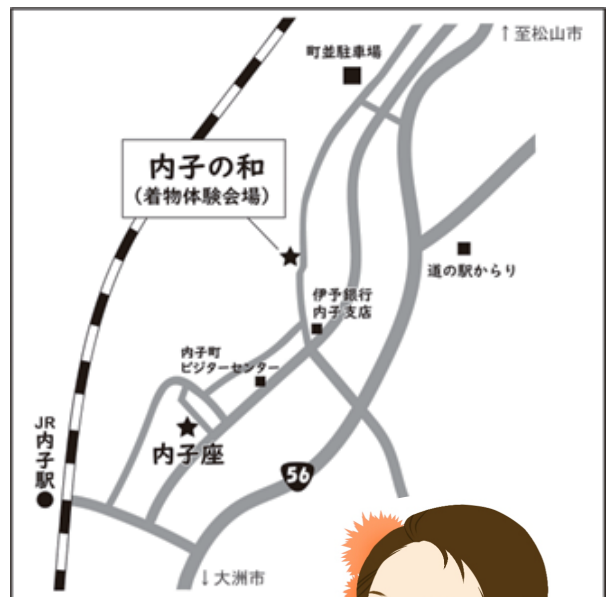 ↑至松山市
町並駐車場
内子の和
(着物体験会場)
道の駅からり
伊予銀行
内子支店
内子町
ビジターセンター
JR
内子駅
内子座
56
↓大洲市